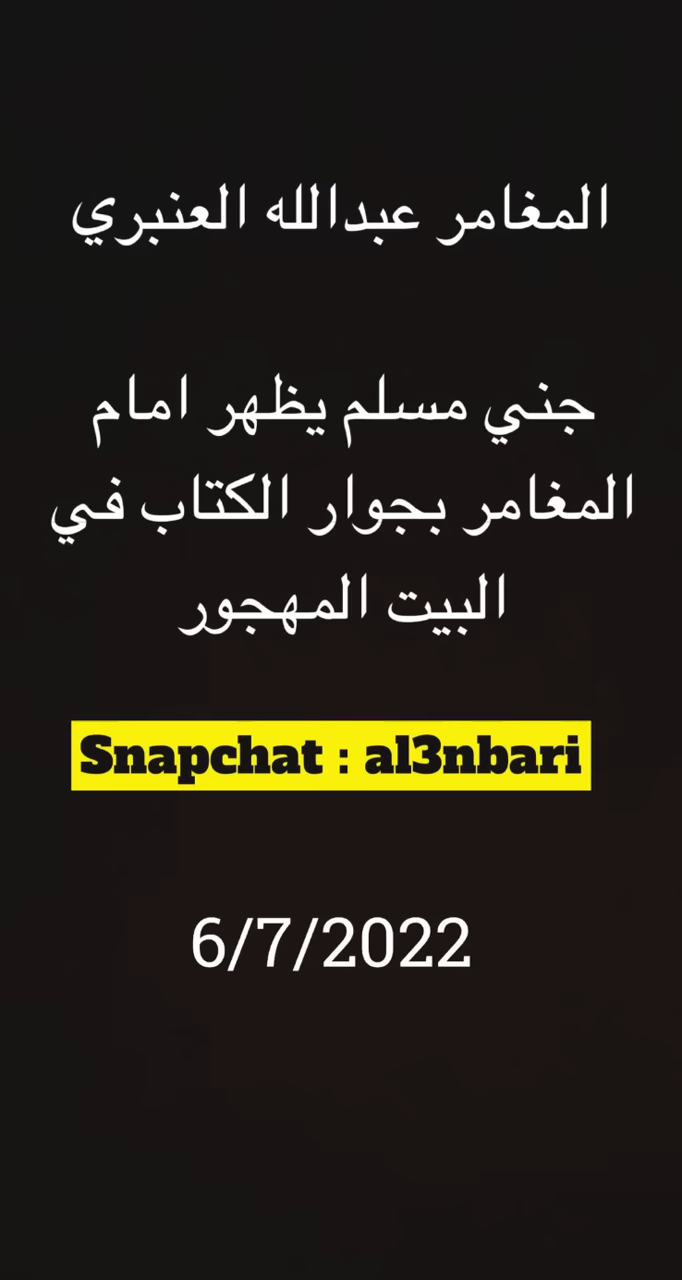 المغامر عبدالله العنبري
جني مسلم يظهر امام
المغامر بجوار الكتاب في
البيت المهجور
Snapchat : al3nbari
6/7/2022